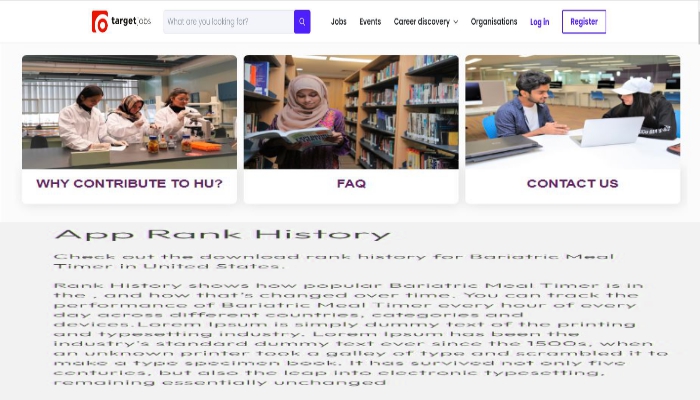 targetjobs
What are you looking for?
Jobs
Events
Career discovery
Organisations
Log in
Register
WHY CONTRIBUTE TO HU?
FAQ
CONTACT US
App Rank History
Check out the download rank history for Bariatric Meal
Timer in United States.
Rank History shows how popular Bariatric Meal Timer is in
the , and how that's changed over time. You can track the
performance of Bariatric Meal Timer every hour of every
day across different countries, categories and
devices.Lorem Ipsum is simply dummy text of the printing
and typesetting industry. Lorem Ipsum has been the
industry's standard dummy text ever since the 1500s, when
an unknown printer took a galley of type and scrambled it to
make a type specimen book. It has survived not only five
centuries, but also the leap into electronic typesetting,
remaining essentially unchanged